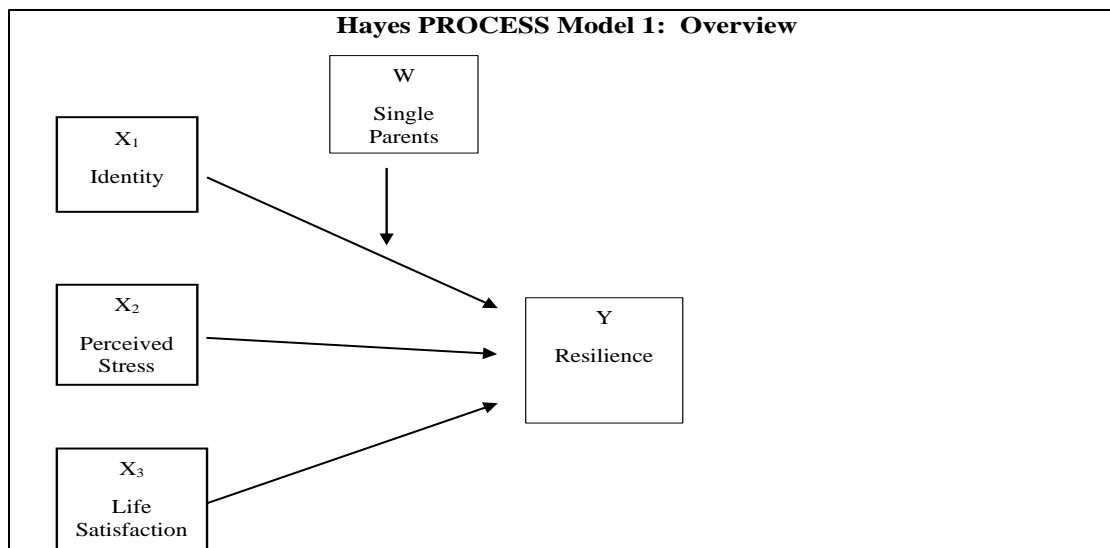 Hayes PROCESS Model 1:  Overview
W
Single
Parents
X₁
Identity
X₂
Perceived
Stress
Y
Resilience
X₃
Life
Satisfaction